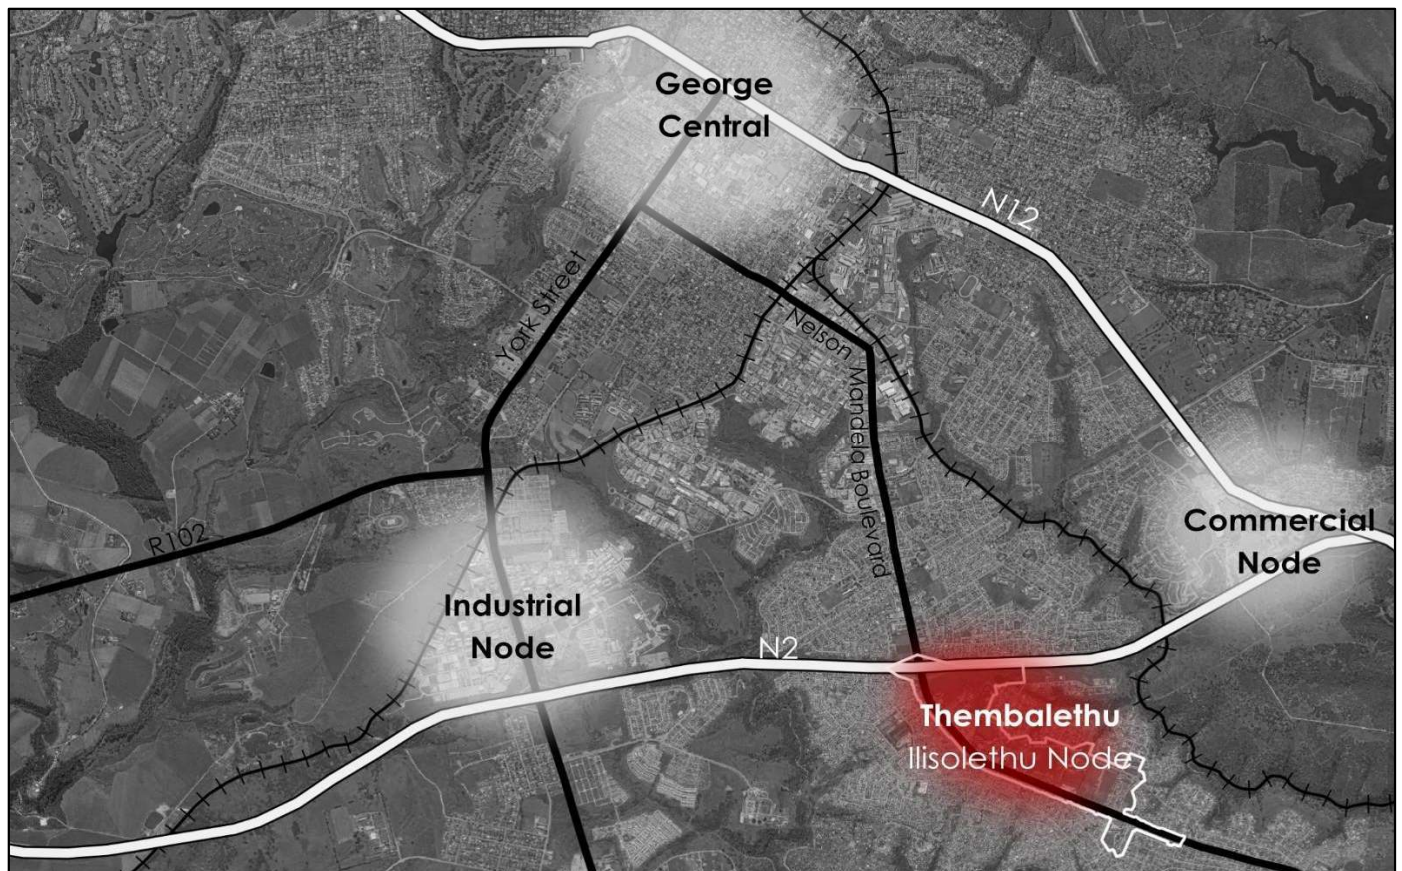 George
Central
N12
York Street
Nelson Mandela Boulevard
Commercial
Node
R102
Industrial
Node
N2
Thembalethu
Ilisolethu Node